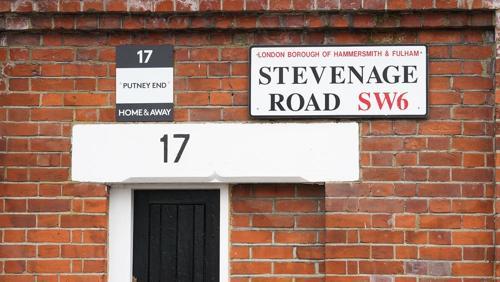 17
PUTNEY END
HOME & AWAY
LONDON BOROUGH OF HAMMERSMITH & FULHAM
STEVENAGE
ROAD SW6
17